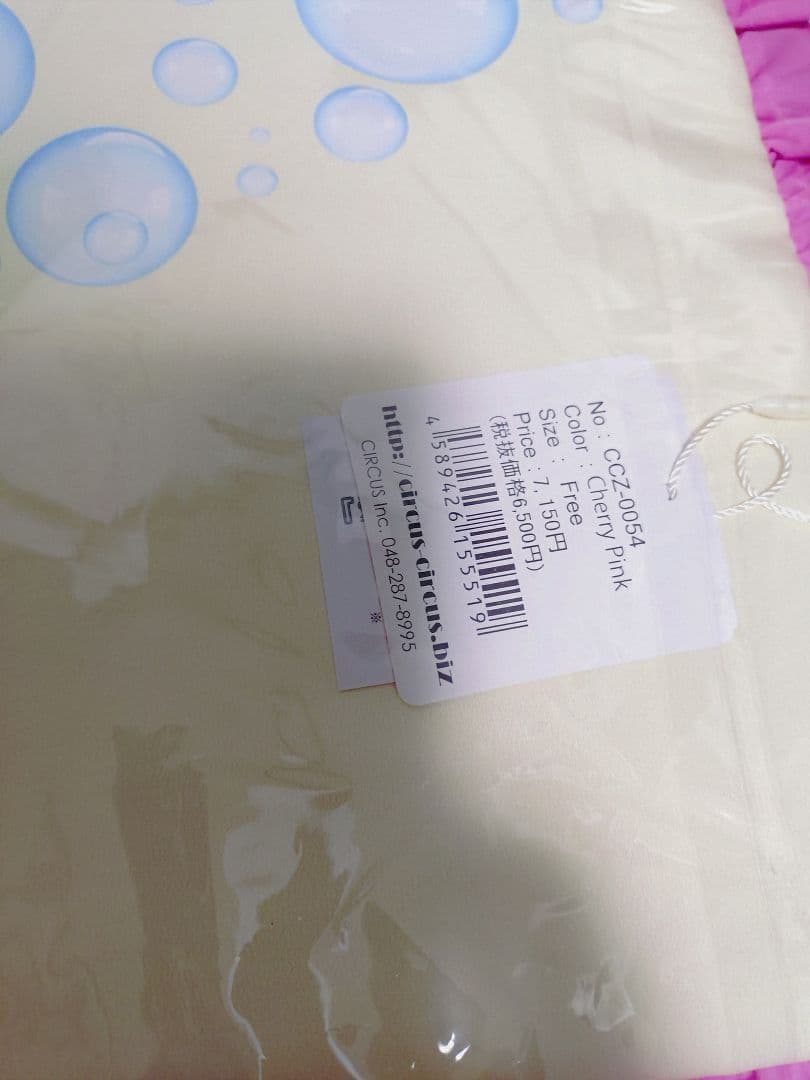 No : CCZ-0054
Color : Cherry Pink
Size : Free
Price : 7,150円
(税抜価格6,500円)
4 589426 155519
http://circus-circus.biz
CIRCUS Inc. 048-287-8995
※